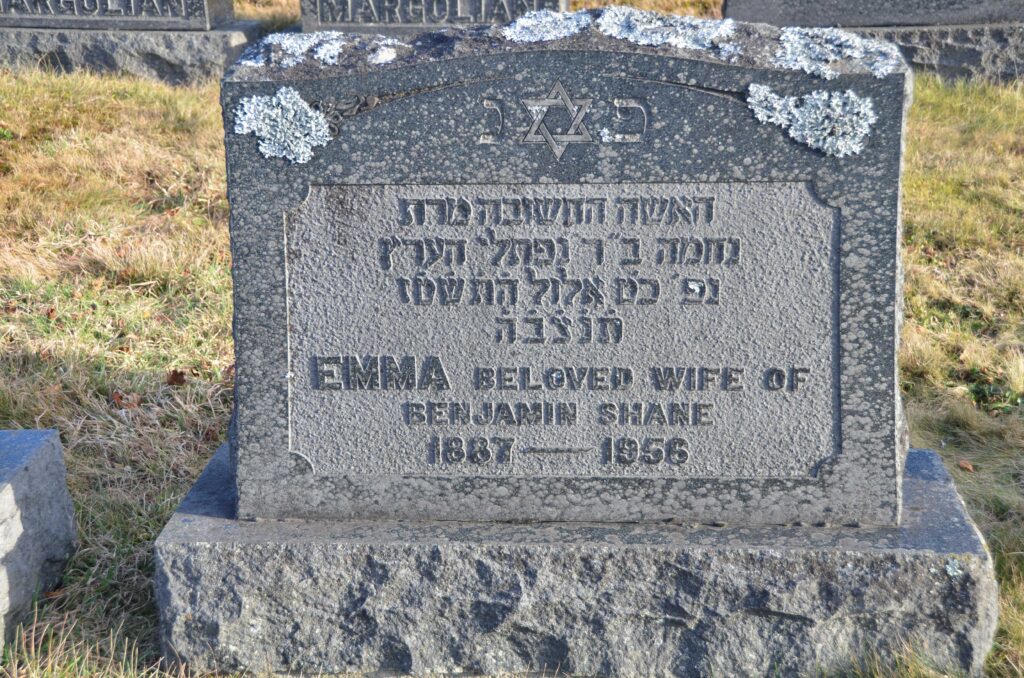 MARGOLIAN
MARGOLIAN
פ נ
האשה החשובה מרת
נחמה ב״ר נפתלי הערץ
נפ׳ כט אלול התשטז
תנצבה
EMMA BELOVED WIFE OF
BENJAMIN SHANE
1887 — 1956